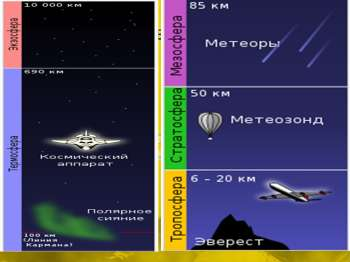 10 000 км
Экзосфера
690 км
Термосфера
Космический
аппарат
Полярное
сияние
100 км
(Линия
Кармана)
85 км
Мезосфера
Метеоры
50 км
Стратосфера
Метеозонд
6 – 20 км
Тропосфера
Эверест